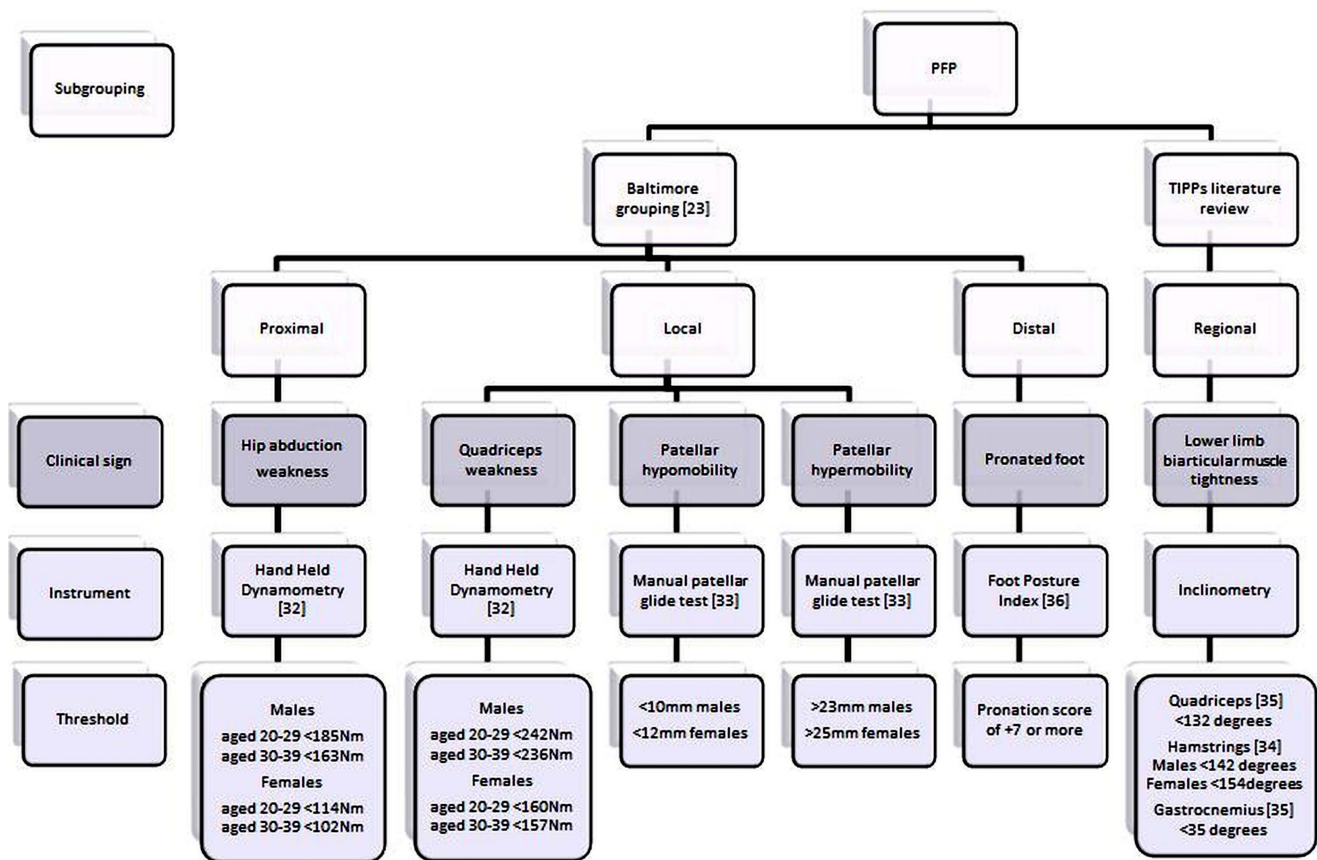 Subgrouping
PFP
Baltimore
grouping [23]
TIPPs literature
review
Proximal
Local
Distal
Regional
Clinical sign
Hip abduction
weakness
Quadriceps
weakness
Patellar
hypomobility
Patellar
hypermobility
Pronated foot
Lower limb
biarticular muscle
tightness
Instrument
Hand Held
Dynamometry
[32]
Hand Held
Dynamometry
[32]
Manual patellar
glide test [33]
Manual patellar
glide test [33]
Foot Posture
Index [36]
Inclinometry
Threshold
Males
aged 20-29 <185Nm
aged 30-39 <163Nm
Females
aged 20-29 <114Nm
aged 30-39 <102Nm
Males
aged 20-29 <242Nm
aged 30-39 <236Nm
Females
aged 20-29 <160Nm
aged 30-39 <157Nm
<10mm males
<12mm females
>23mm males
>25mm females
Pronation score
of +7 or more
Quadriceps [35]
<132 degrees
Hamstrings [34]
Males <142 degrees
Females <154degrees
Gastrocnemius [35]
<35 degrees